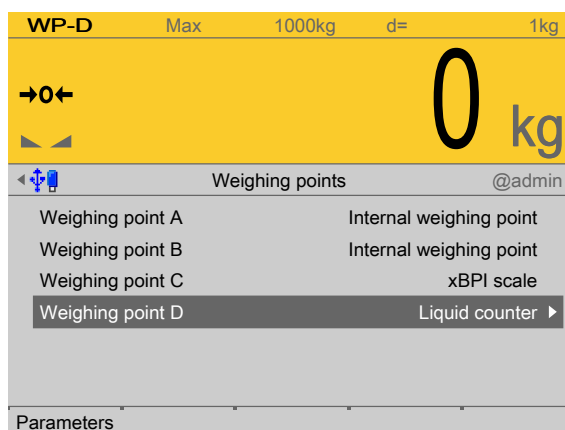 WP-D Max 1000kg d= 1kg
→0←
0 kg
Weighing points @admin
Weighing point A Internal weighing point
Weighing point B Internal weighing point
Weighing point C xBPI scale
Weighing point D Liquid counter
Parameters